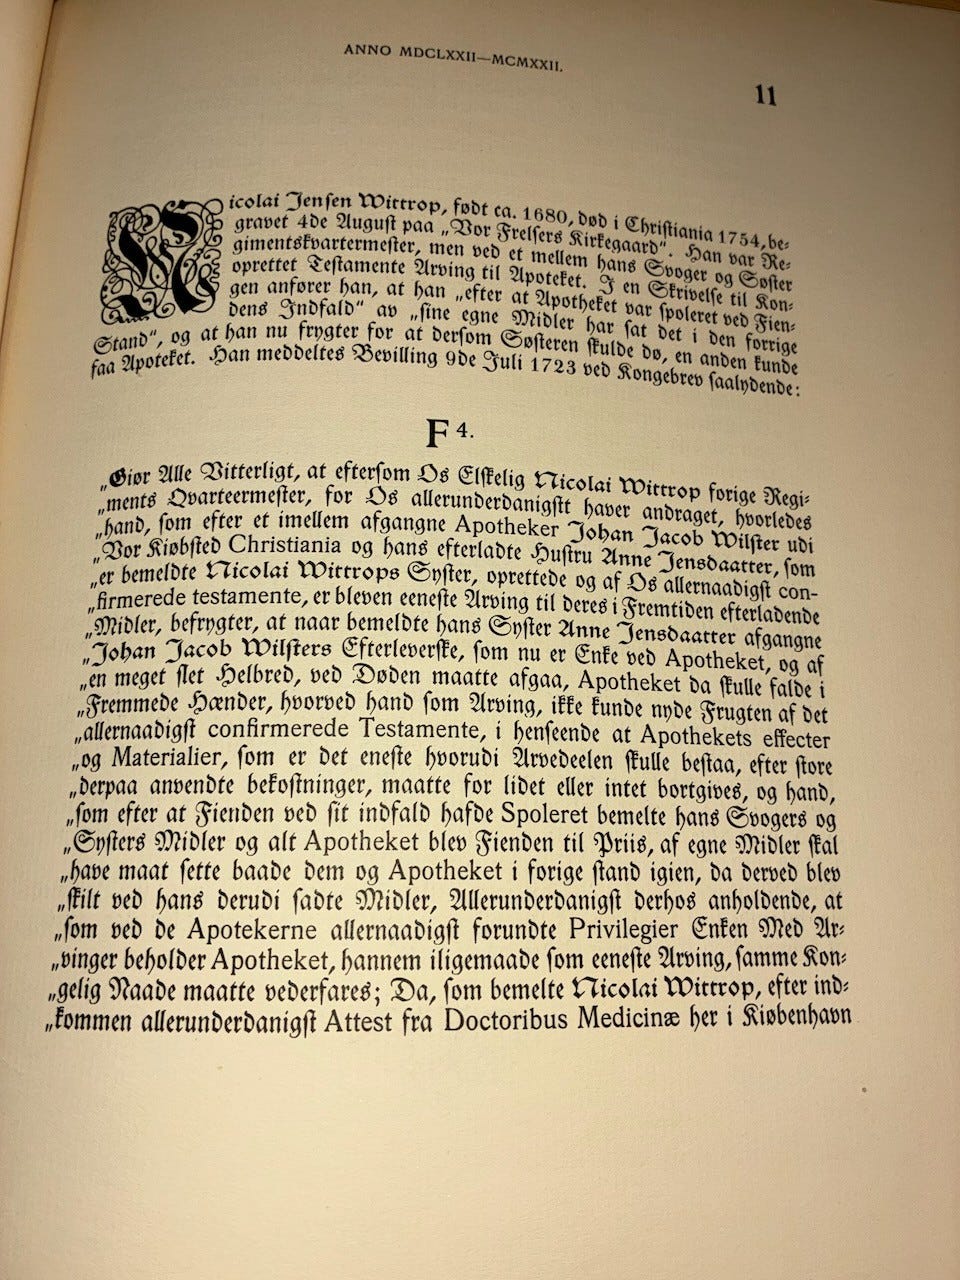 ANNO MDCLXXII—MCMXXII.
11
Nicolai Jensen Wittrop, født ca. 1680, død i Christiania 1754, be-
gravet 4de August paa „Vor Frelsers Kirkegaard“. Han var Re-
gimentskvartermester, men ved et mellem hans Svoger og Søster
oprettet Testamente Arving til Apoteket. I en Skrivelse til Kon-
gen anfører han, at han „efter at Apotheket var spoleret ved Fien-
dens Indfald“ av „sine egne Midler har sat det i den forrige
Stand“, og at han nu frygter for at dersom Søsteren skulde dø, en anden kunde
faa Apoteket. Han meddeltes Bevilling 9de Juli 1723 ved Kongebrev saalydende:
F 4.
„Giør Alle Vitterligt, at eftersom Os Elskelig Nicolai Wittrop forige Regi-
„ments Qvarteermester, for Os allerunderdanigstt haver andraget, hvorledes
„hand, som efter et imellem afgangne Apotheker Johan Jacob Wilster udi
„Vor Kiøbsted Christiania og hans efterladte Hustru Anne Jensdaatter, som
„er bemeldte Nicolai Wittrops Syster, oprettede og af Os allernaadigst con-
„firmerede testamente, er bleven eeneste Arving til deres i Fremtiden efterladende
„Midler, befrygter, at naar bemeldte hans Syster Anne Jensdaatter afgangne
„Johan Jacob Wilsters Efterleverske, som nu er Enke ved Apotheket, og af
„en meget slet Helbred, ved Døden maatte afgaa, Apotheket da skulle falde i
„Fremmede Hænder, hvorved hand som Arving, ikke kunde nyde Frugten af det
„allernaadigst confirmerede Testamente, i henseende at Apothekets effecter
„og Materialier, som er det eneste hvorudi Arvedeelen skulle bestaa, efter store
„derpaa anvendte bekostninger, maatte for lidet eller intet bortgives, og hand,
„som efter at Fienden ved sit indfald hafde Spoleret bemelte hans Svogers og
„Systers Midler og alt Apotheket blev Fienden til Priis, af egne Midler skal
„have maat sette baade dem og Apotheket i forige stand igien, da derved blev
„skilt ved hans derudi sadte Midler, Allerunderdanigst derhos anholdende, at
„som ved de Apotekerne allernaadigst forundte Privilegier Enken Med Ar-
„vinger beholder Apotheket, hannem iligemaade som eeneste Arving, samme Kon-
„gelig Naade maatte vederfares; Da, som bemelte Nicolai Wittrop, efter ind-
„kommen allerunderdanigst Attest fra Doctoribus Medicinæ her i Kiøbenhavn